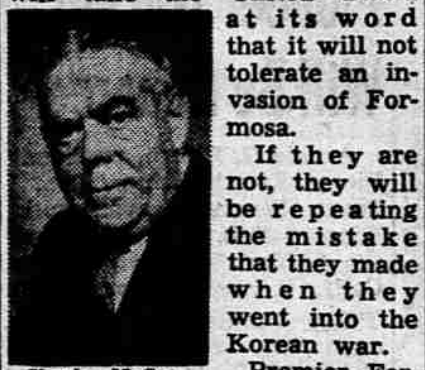 at its word
that it will not
tolerate an in-
vasion of For-
mosa.
If they are
not, they will
be repeating
the mistake
that they made
when they
went into the
Korean war.